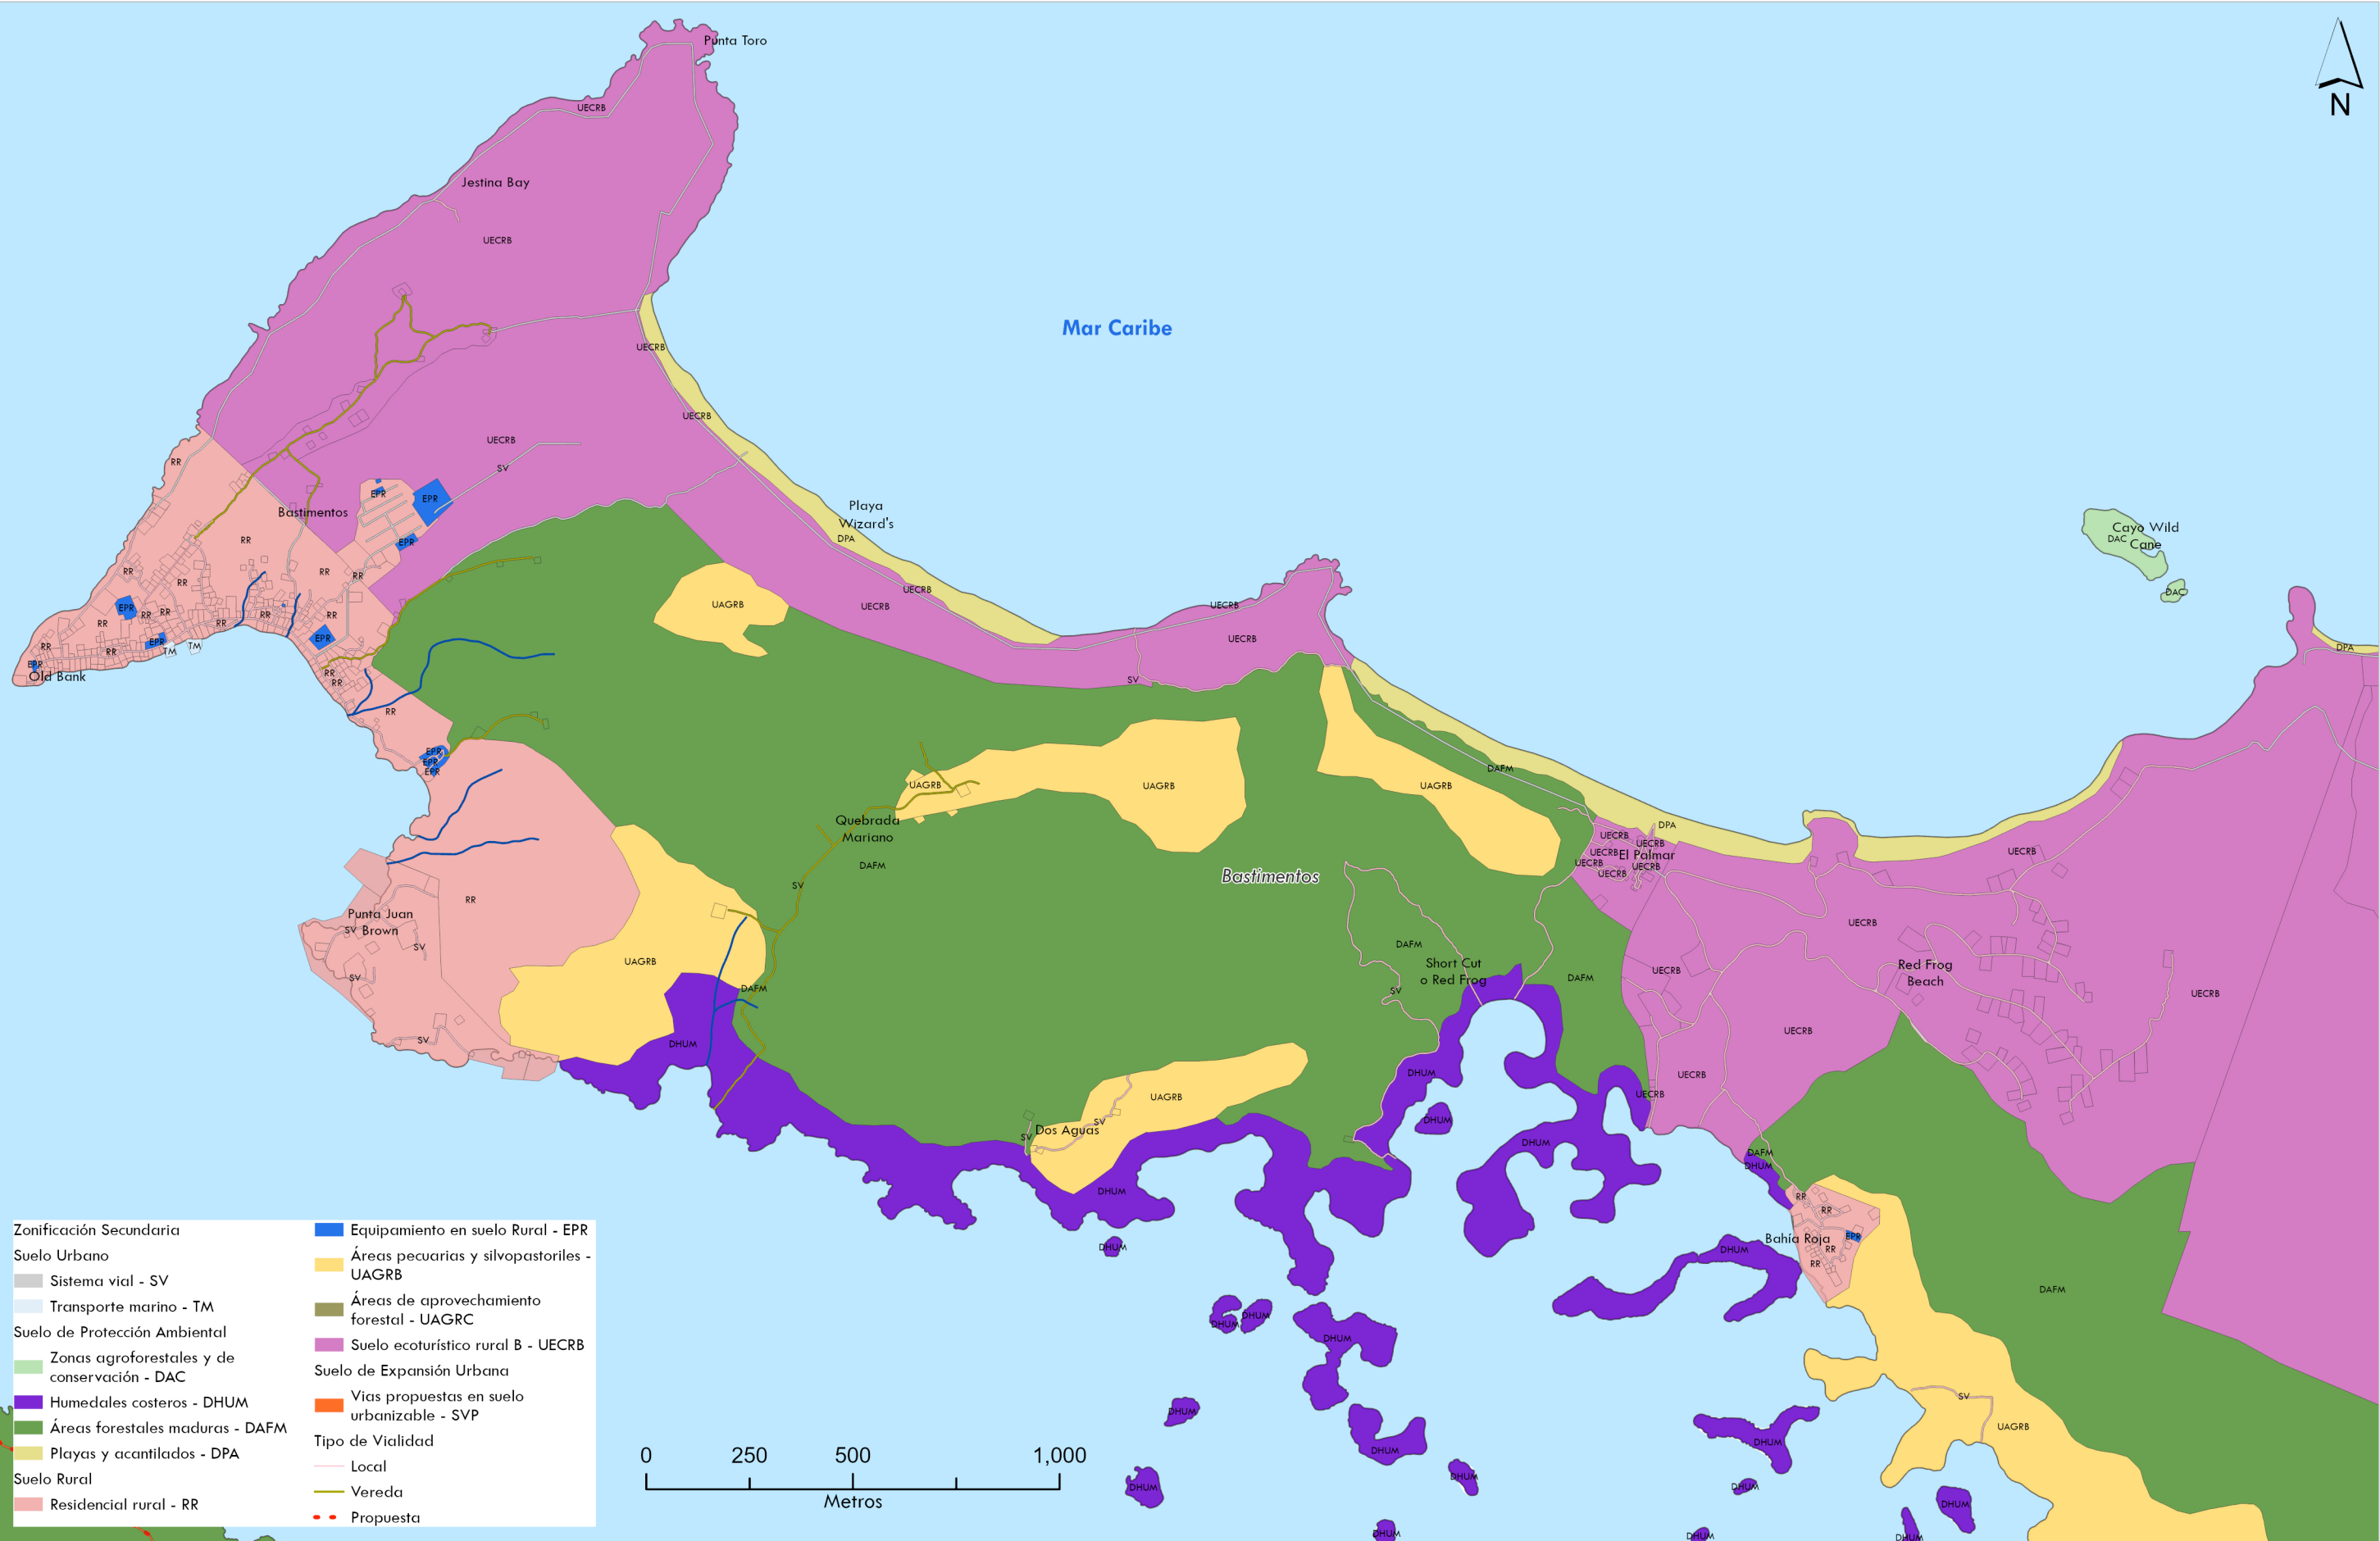 Punta Toro
N
UECRB
Jestina Bay
UECRB
Mar Caribe
UECRB
UECRB
UECRB
SV
RR
EPR
EPR
Bastimentos
Playa
Wizard's
DPA
EPR
RR
Cayo Wild
DAC
Cane
DAC
RR
RR
RR
RR
UECRB
UAGRB
UECRB
UECRB
EPR
RR
RR
RR
RR
RR
RR
EPR
EPR
UECRB
RR
TM
TM
RR
EPR
Old Bank
DPA
RR
RR
SV
RR
EPR
EPR
EPR
DAFM
UAGRB
UAGRB
UAGRB
Quebrada
Mariano
DAFM
DPA
UECRB
UECRB
UECRB
El Palmar
UECRB
UECRB
UECRB
UECRB
Bastimentos
SV
RR
Punta Juan
Brown
SV
SV
SV
SV
UAGRB
DAFM
DHUM
DAFM
Short Cut
o Red Frog
SV
DAFM
UECRB
UECRB
Red Frog
Beach
UECRB
UECRB
UECRB
UECRB
DHUM
DHUM
DHUM
UAGRB
SV
Dos Aguas
SV
DHUM
DHUM
DAFM
DHUM
RR
RR
Bahía Roja
EPR
RR
RR
DHUM
DAFM
DHUM
DHUM
DHUM
DHUM
DHUM
DHUM
DHUM
DHUM
SV
UAGRB
DHUM
DHUM
DHUM
DHUM
DHUM
DHUM
Zonificación Secundaria
Suelo Urbano
Sistema vial - SV
Transporte marino - TM
Suelo de Protección Ambiental
Zonas agroforestales y de
conservación - DAC
Humedales costeros - DHUM
Áreas forestales maduras - DAFM
Playas y acantilados - DPA
Suelo Rural
Residencial rural - RR
Equipamiento en suelo Rural - EPR
Áreas pecuarias y silvopastoriles -
UAGRB
Áreas de aprovechamiento
forestal - UAGRC
Suelo ecoturístico rural B - UECRB
Suelo de Expansión Urbana
Vias propuestas en suelo
urbanizable - SVP
Tipo de Vialidad
Local
Vereda
Propuesta
0 250 500 1,000
Metros